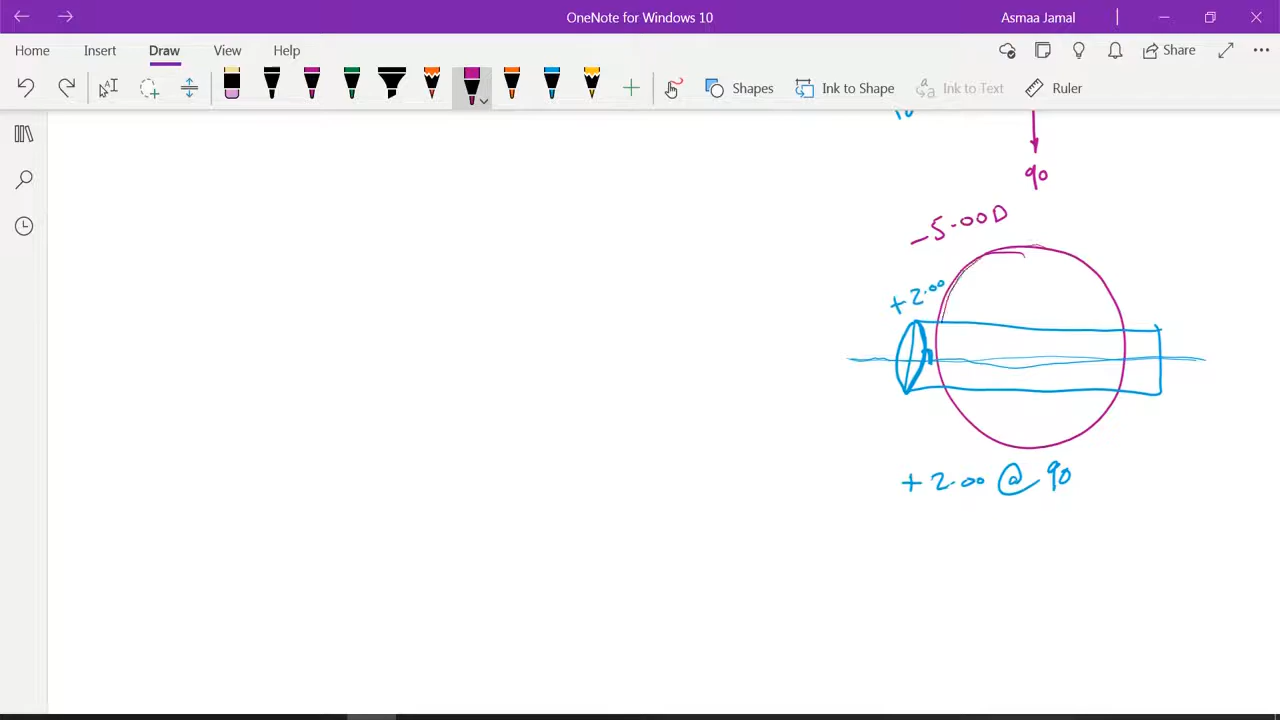 OneNote for Windows 10
Asmaa Jamal
Home Insert Draw View Help
Share
Shapes Ink to Shape Ink to Text Ruler
90
-5.00D
+2.00
+2.00 @ 90